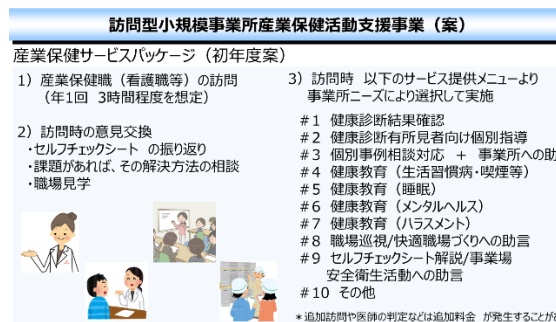 訪問型小規模事業所産業保健活動支援事業（案）
産業保健サービスパッケージ（初年度案）
1）産業保健職（看護職等）の訪問
（年1回　3時間程度を想定）
2）訪問時の意見交換
・セルフチェックシート の振り返り
・課題があれば、その解決方法の相談
・職場見学
3）訪問時　以下のサービス提供メニューより
事業所ニーズにより選択して実施
＃1　健康診断結果確認
＃2　健康診断有所見者向け個別指導
＃3　個別事例相談対応　＋　事業所への助
＃4　健康教育（生活習慣病・喫煙等）
＃5　健康教育（睡眠）
＃6　健康教育（メンタルヘルス）
＃7　健康教育（ハラスメント）
＃8　職場巡視/快適職場づくりへの助言
＃9　セルフチェックシート解説/事業場
安全衛生活動への助言
＃10　その他
＊追加訪問や医師の判定などは追加料金　が発生することが